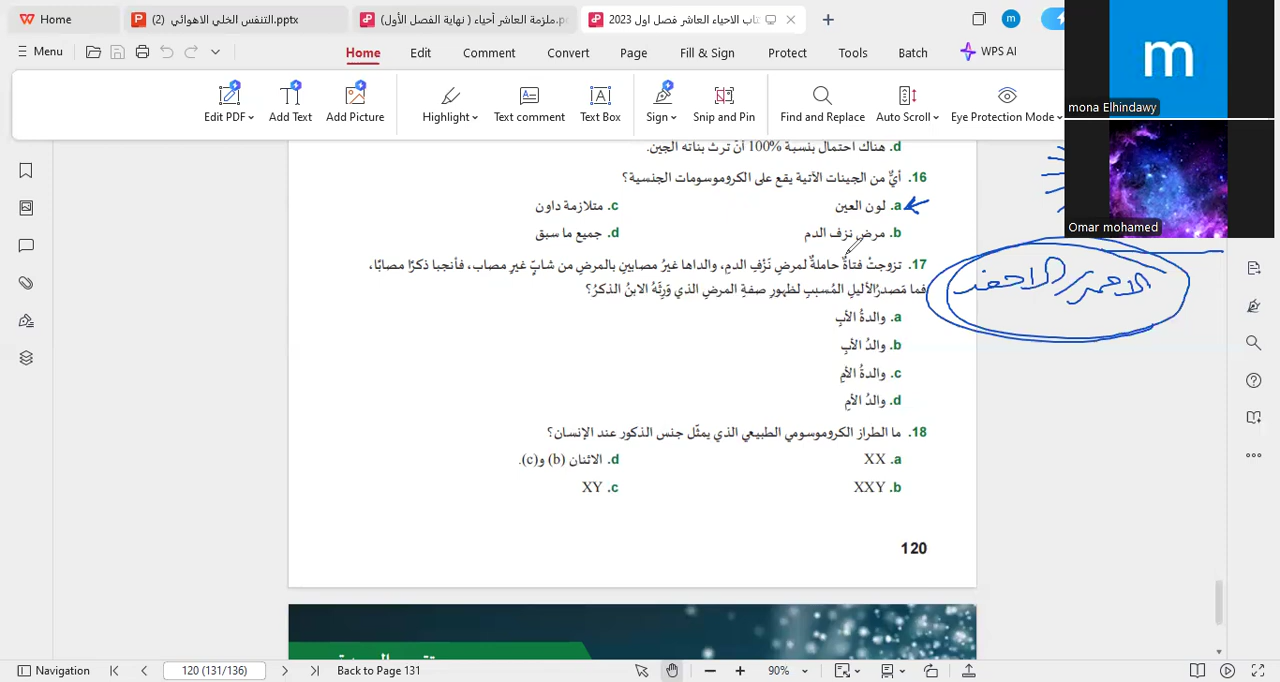 Home
التنفس الخلي الاهوائي (2).pptx
ملزمة العاشر أحياء ( نهاية الفصل الأول).
اب الاحياء العاشر فصل اول 2023
m
Menu
Home
Edit
Comment
Convert
Page
Fill & Sign
Protect
Tools
Batch
WPS AI
Edit PDF
Add Text
Add Picture
Highlight
Text comment
Text Box
Sign
Snip and Pin
Find and Replace
Auto Scroll
Eye Protection Mode
m
mona Elhindawy
Omar mohamed
d. هناك احتمال بنسبة 100% أنْ ترث بناته الجين.
16. أيٌّ من الجينات الآتية يقع على الكروموسومات الجنسية؟
a. لون العين
c. متلازمة داون
b. مرض نزف الدم
d. جميع ما سبق
17. تزوجتْ فتاةٌ حاملةٌ لمرضِ نَزْفِ الدمِ، والداها غيرُ مصابينِ بالمرضِ من شابٍّ غيرِ مصاب، فأنجبا ذكرًا مصابًا،
فما مَصدرُالأليلِ المُسببِ لظهورِ صفةِ المرضِ الذي وَرِثَهُ الابنُ الذكرُ؟
a. والدةُ الأبِ
b. والدُ الأبِ
c. والدةُ الأمِ
d. والدُ الأمِ
18. ما الطراز الكروموسومي الطبيعي الذي يمثّل جنس الذكور عند الإنسان؟
a. XX
d. الاثنان (b) و(c).
b. XXY
c. XY
120
الاحمر/الاخضر
Navigation
120 (131/136)
Back to Page 131
90%